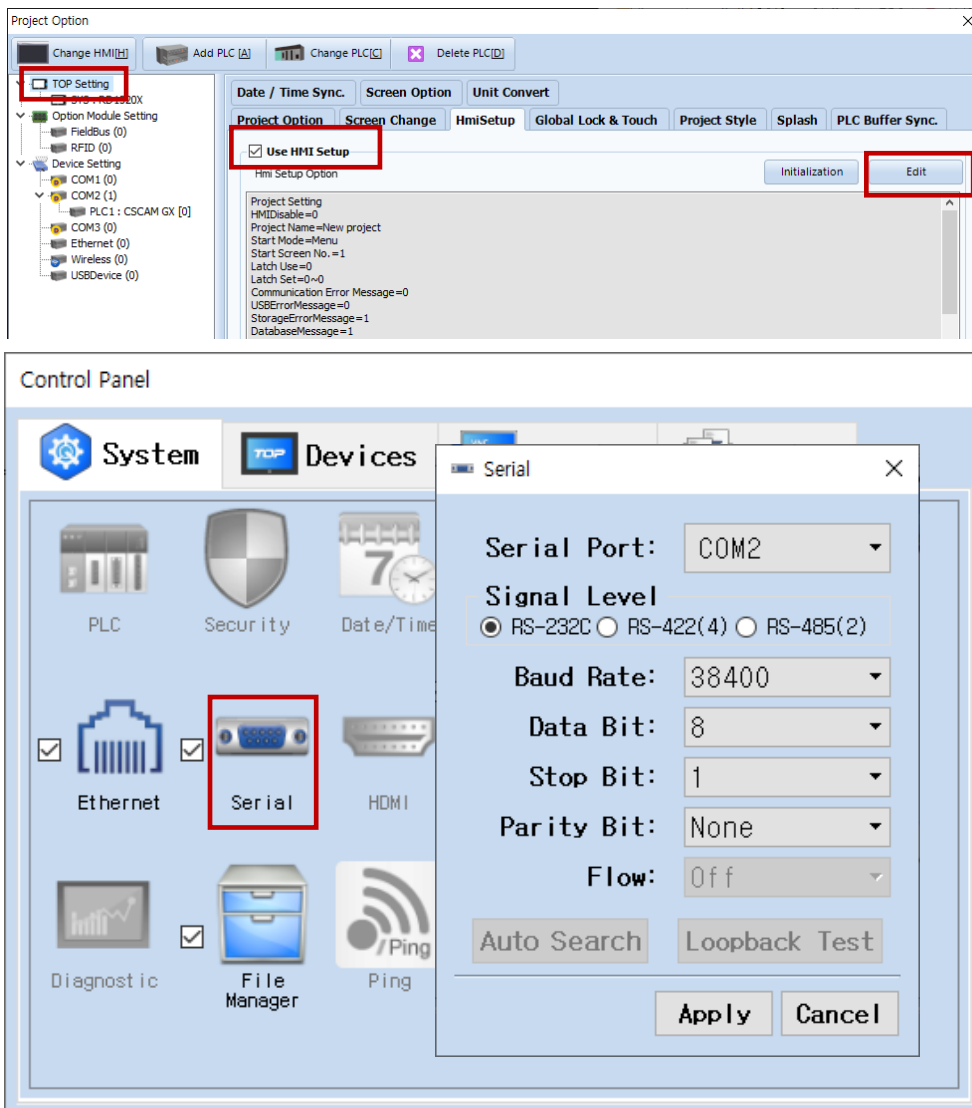 Project Option
Change HMI[H] Add PLC [A] Change PLC[C] Delete PLC[D]
TOP Setting
Option Module Setting
FieldBus (0)
RFID (0)
Device Setting
COM1 (0)
COM2 (1)
PLC1 : CSCAM GX [0]
COM3 (0)
Ethernet (0)
Wireless (0)
USBDevice (0)
Date / Time Sync. Screen Option Unit Convert
Project Option Screen Change HmiSetup Global Lock & Touch Project Style Splash PLC Buffer Sync.
Use HMI Setup
Hmi Setup Option Initialization Edit
Project Setting
HMIDisable=0
Project Name=New project
Start Mode=Menu
Start Screen No.=1
Latch Use=0
Latch Set=0~0
Communication Error Message=0
USBErrorMessage=0
StorageErrorMessage=1
DatabaseMessage=1
Control Panel
System TOP Devices
PLC Security 7 Date/Time
Ethernet Serial HDMI
Diagnostic File Manager /Ping Ping
Serial
Serial Port: COM2
Signal Level
RS-232C RS-422(4) RS-485(2)
Baud Rate: 38400
Data Bit: 8
Stop Bit: 1
Parity Bit: None
Flow: Off
Auto Search Loopback Test
Apply Cancel